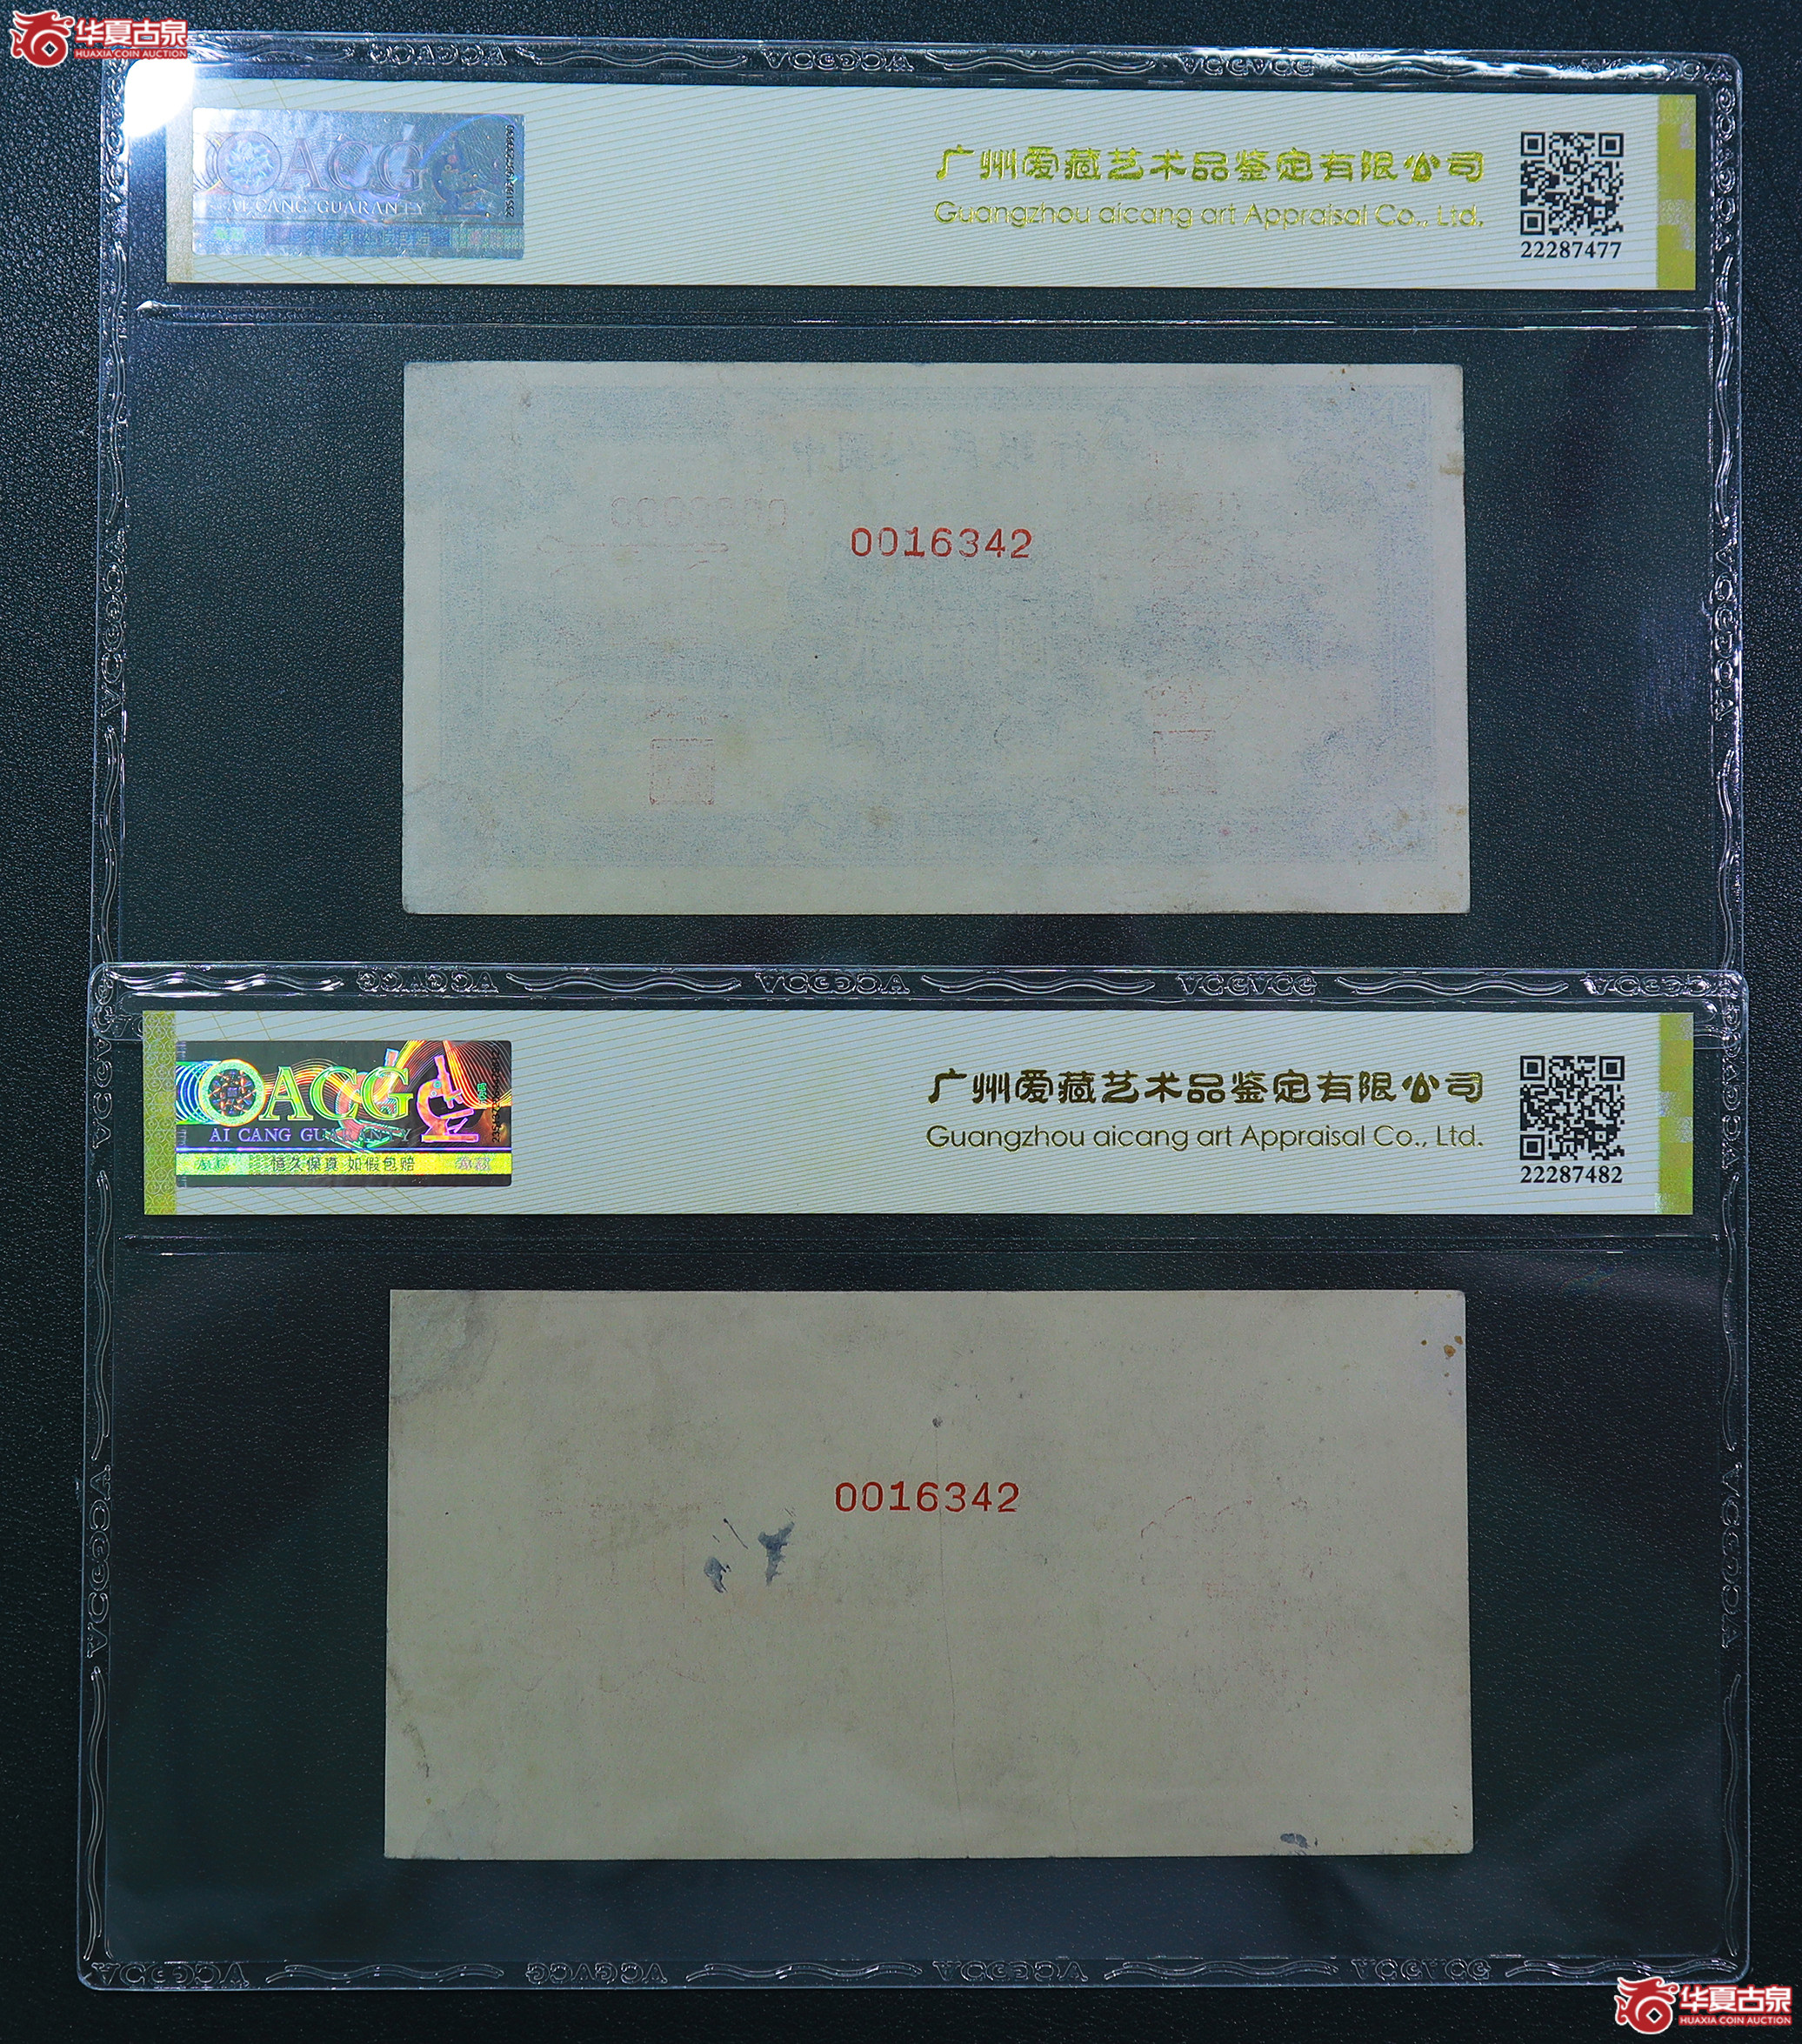 华夏古泉
HUAXIA COIN AUCTION
ACG
AI CANG GUARANTY
广州爱藏艺术品鉴定有限公司
Guangzhou aicang art Appraisal Co., Ltd.
22287477
0016342
ACG
AI CANG GUARANTY
恒久保真 如假包赔
广州爱藏艺术品鉴定有限公司
Guangzhou aicang art Appraisal Co., Ltd.
22287482
0016342
华夏古泉
HUAXIA COIN AUCTION